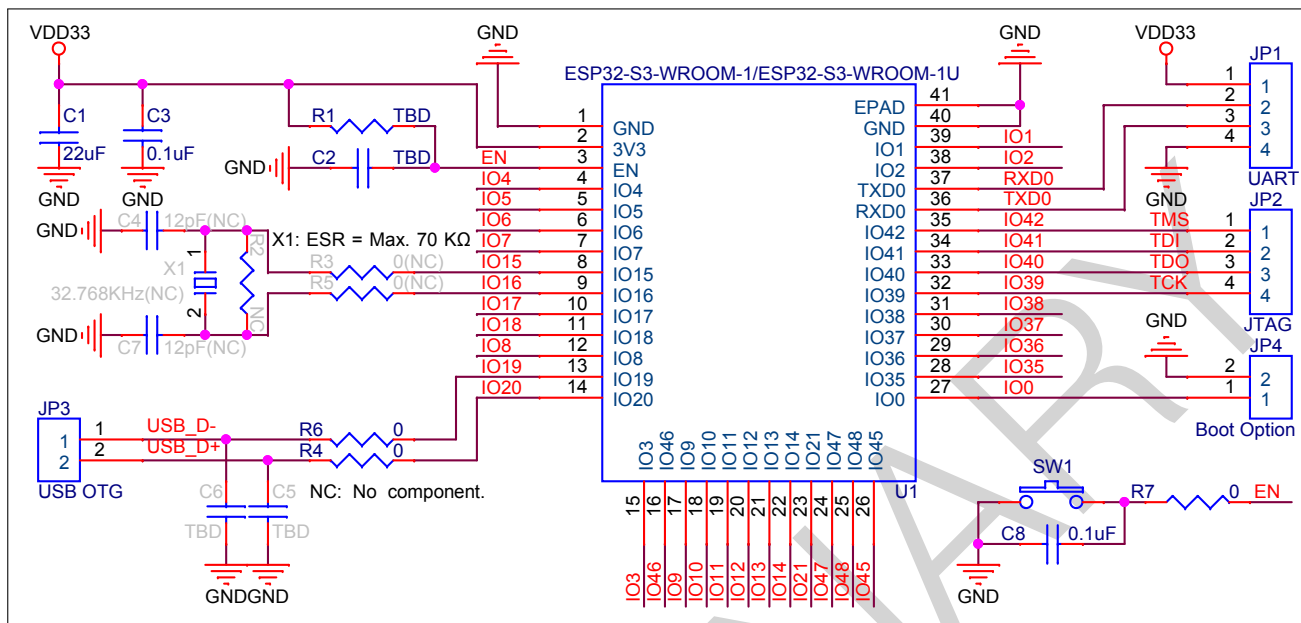 VDD33
GND
VDD33
JP1
ESP32-S3-WROOM-1/ESP32-S3-WROOM-1U
GND
C1
22uF
GND
C3
0.1uF
GND
R1 TBD
GND C2 TBD
1 GND
2 3V3
EN 3 EN
IO4 4 IO4
IO5 5 IO5
IO6 6 IO6
IO7 7 IO7
IO15 8 IO15
IO16 9 IO16
IO17 10 IO17
IO18 11 IO18
IO8 12 IO8
IO19 13 IO19
IO20 14 IO20
EPAD 41
GND 40
IO1 39 IO1
IO2 38 IO2
TXD0 37 RXD0
RXD0 36 TXD0
IO42 35 IO42 TMS
IO41 34 IO41 TDI
IO40 33 IO40 TDO
IO39 32 IO39 TCK
IO38 31 IO38
IO37 30 IO37
IO36 29 IO36
IO35 28 IO35
IO0 27 IO0
1 1
2 2
3 3
4 4
UART
GND
JP2
1 1
2 2
3 3
4 4
JTAG
GND
JP4
2 2
1 1
Boot Option
GND C4 12pF(NC)
X1: ESR = Max. 70 KΩ
1
X1
32.768KHz(NC)
2
R2
NC
R3 0(NC)
R5 0(NC)
GND C7 12pF(NC)
JP3
1 1 USB_D-
2 2 USB_D+
USB OTG
R6 0
R4 0
C6
TBD
C5
TBD
GND GND
NC: No component.
IO3 IO46 IO9 IO10 IO11 IO12 IO13 IO14 IO21 IO47 IO48 IO45
U1
15 16 17 18 19 20 21 22 23 24 25 26
IO3 IO46 IO9 IO10 IO11 IO12 IO13 IO14 IO21 IO47 IO48 IO45
SW1
R7 0 EN
C8 0.1uF
GND